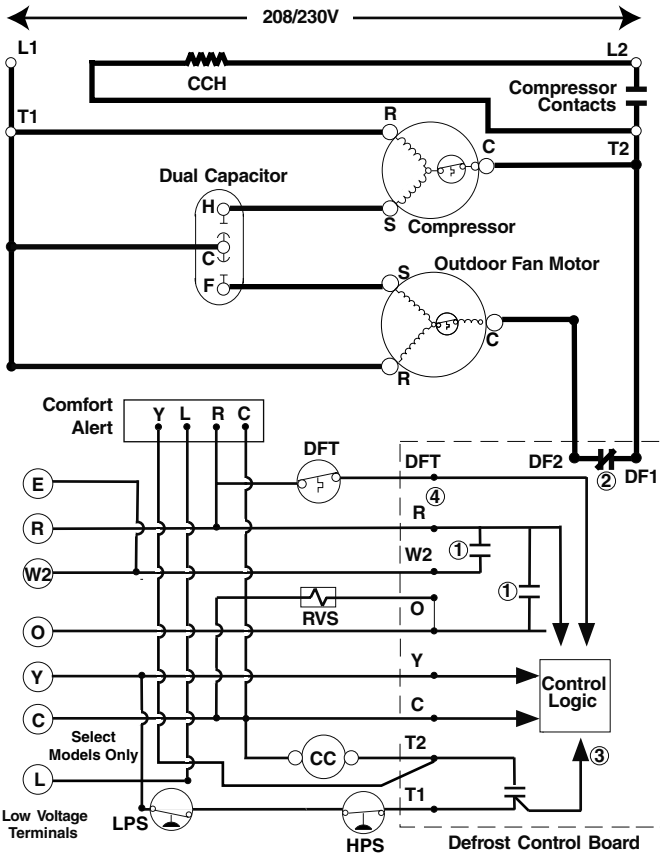 208/230V
L1
L2
CCH
Compressor
Contacts
T1
R
C
T2
Dual Capacitor
H
S
Compressor
C
Outdoor Fan Motor
S
F
C
R
Comfort
Alert
Y L R C
DFT
DFT
DF2
DF1
E
④
②
R
R
W2
①
W2
①
RVS
O
O
Y
Y
Control
Logic
C
C
Select
Models Only
CC
T2
③
L
T1
Low Voltage
Terminals
LPS
HPS
Defrost Control Board